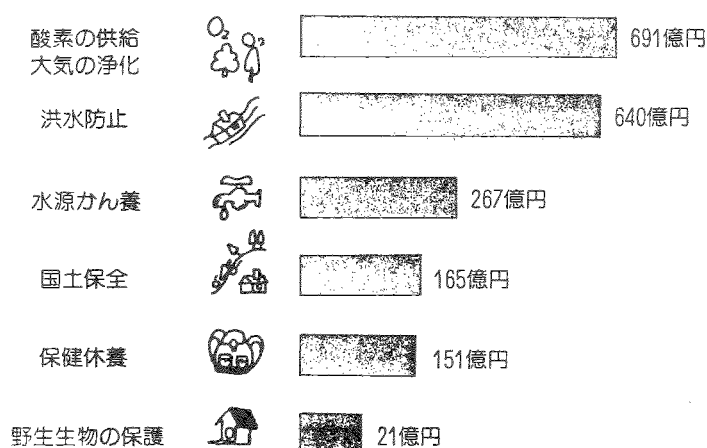 酸素の供給
大気の浄化
O₂
691億円
洪水防止
640億円
水源かん養
267億円
国土保全
165億円
保健休養
151億円
野生生物の保護
21億円